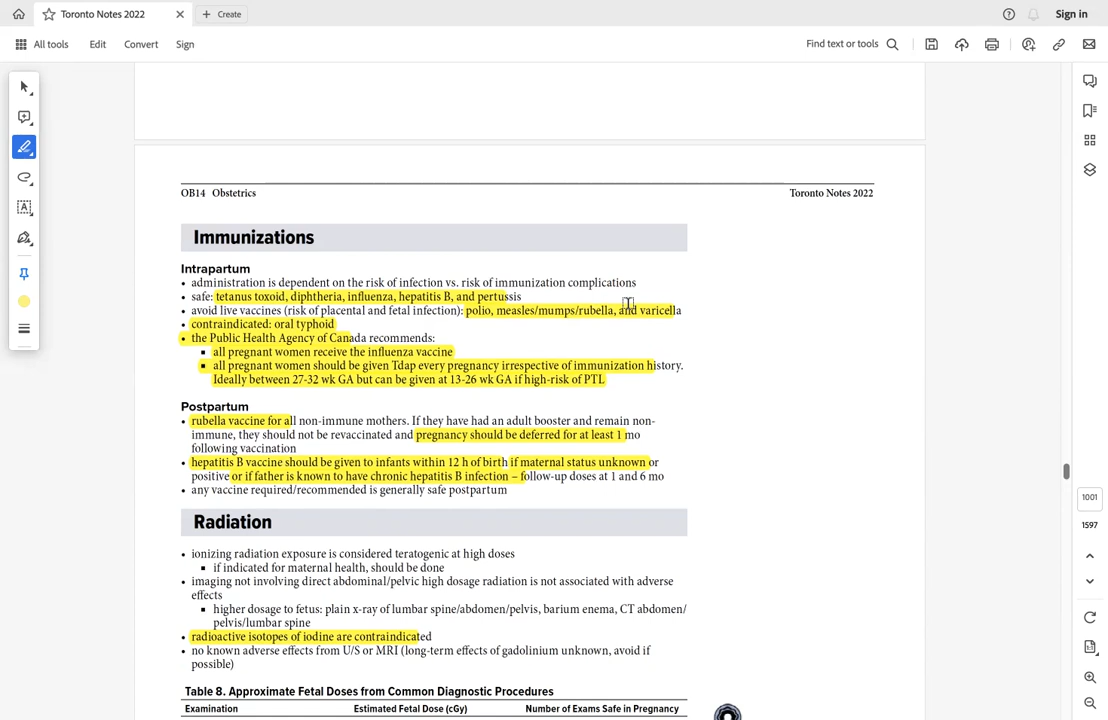 Toronto Notes 2022
Create
Sign in
All tools
Edit
Convert
Sign
Find text or tools
OB14 Obstetrics
Toronto Notes 2022
Immunizations
Intrapartum
• administration is dependent on the risk of infection vs. risk of immunization complications
• safe: tetanus toxoid, diphtheria, influenza, hepatitis B, and pertussis
• avoid live vaccines (risk of placental and fetal infection): polio, measles/mumps/rubella, and varicella
• contraindicated: oral typhoid
• the Public Health Agency of Canada recommends:
▪ all pregnant women receive the influenza vaccine
▪ all pregnant women should be given Tdap every pregnancy irrespective of immunization history.
Ideally between 27-32 wk GA but can be given at 13-26 wk GA if high-risk of PTL
Postpartum
• rubella vaccine for all non-immune mothers. If they have had an adult booster and remain non-
immune, they should not be revaccinated and pregnancy should be deferred for at least 1 mo
following vaccination
• hepatitis B vaccine should be given to infants within 12 h of birth if maternal status unknown or
positive or if father is known to have chronic hepatitis B infection – follow-up doses at 1 and 6 mo
• any vaccine required/recommended is generally safe postpartum
Radiation
• ionizing radiation exposure is considered teratogenic at high doses
▪ if indicated for maternal health, should be done
• imaging not involving direct abdominal/pelvic high dosage radiation is not associated with adverse
effects
▪ higher dosage to fetus: plain x-ray of lumbar spine/abdomen/pelvis, barium enema, CT abdomen/
pelvis/lumbar spine
• radioactive isotopes of iodine are contraindicated
• no known adverse effects from U/S or MRI (long-term effects of gadolinium unknown, avoid if
possible)
Table 8. Approximate Fetal Doses from Common Diagnostic Procedures
Examination Estimated Fetal Dose (cGy) Number of Exams Safe in Pregnancy
1001
1597